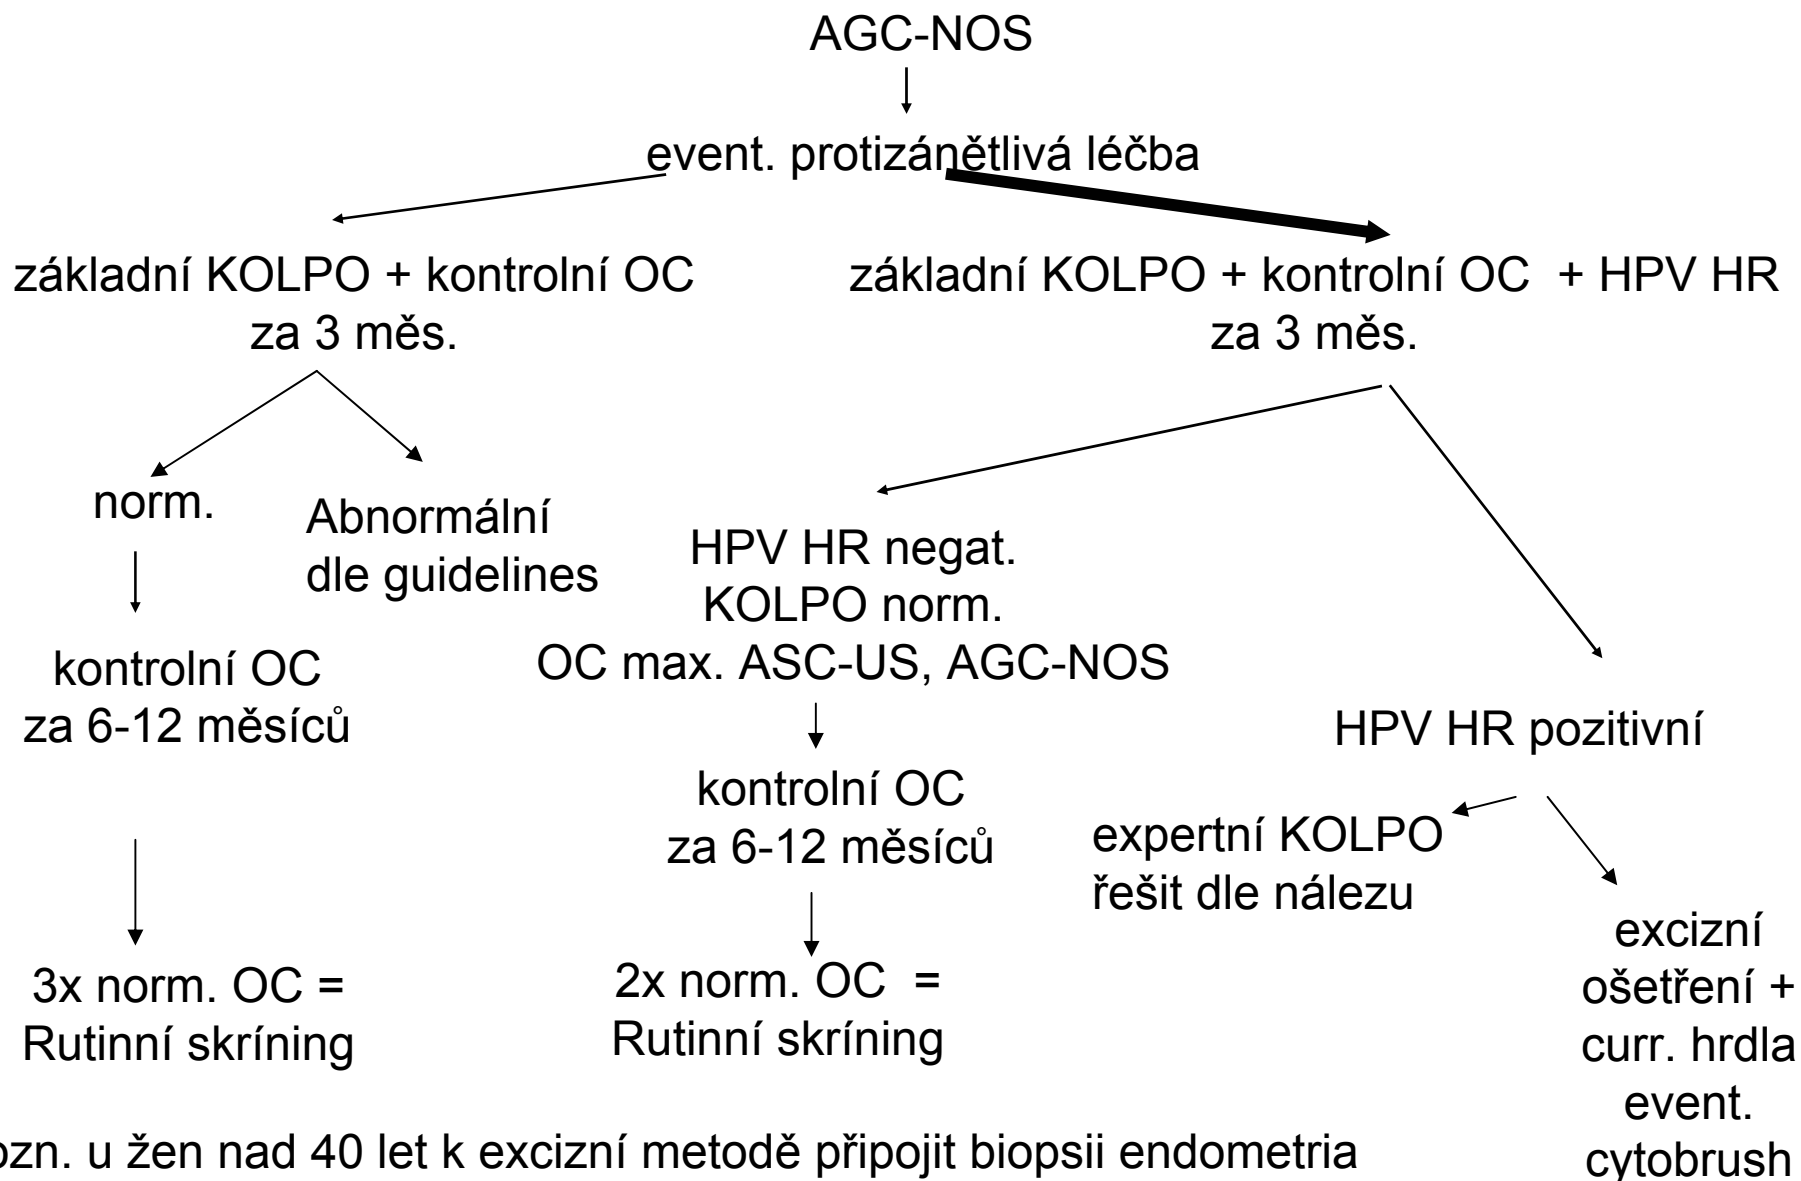 AGC-NOS
event. protizánětlivá léčba
základní KOLPO + kontrolní OC
za 3 měs.
základní KOLPO + kontrolní OC + HPV HR
za 3 měs.
norm.
Abnormální
dle guidelines
kontrolní OC
za 6-12 měsíců
3x norm. OC =
Rutinní skríning
HPV HR negat.
KOLPO norm.
OC max. ASC-US, AGC-NOS
kontrolní OC
za 6-12 měsíců
2x norm. OC =
Rutinní skríning
HPV HR pozitivní
expertní KOLPO
řešit dle nálezu
excizní
ošetření +
curr. hrdla
event.
cytobrush
ozn. u žen nad 40 let k excizní metodě připojit biopsii endometria